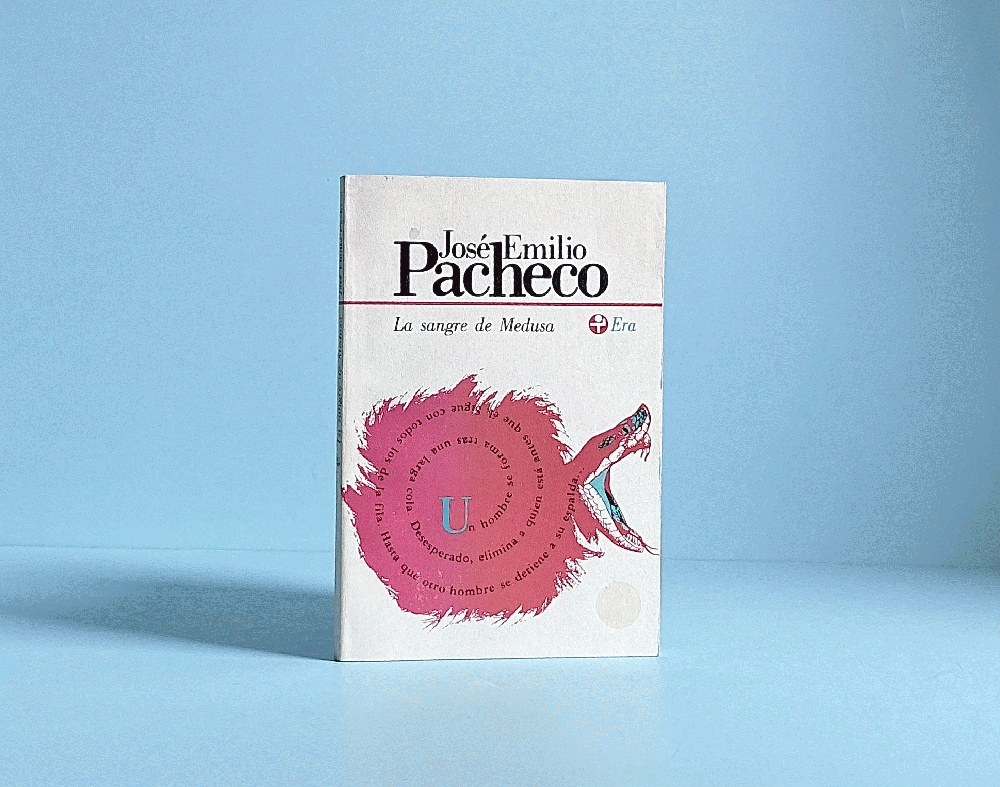 José Emilio
Pacheco
La sangre de Medusa
Era
Un hombre se forma tras una larga cola. Desesperado, elimina a quien está antes que él. Sigue con todos los de la fila. Hasta que otro hombre se detiene a su espalda...